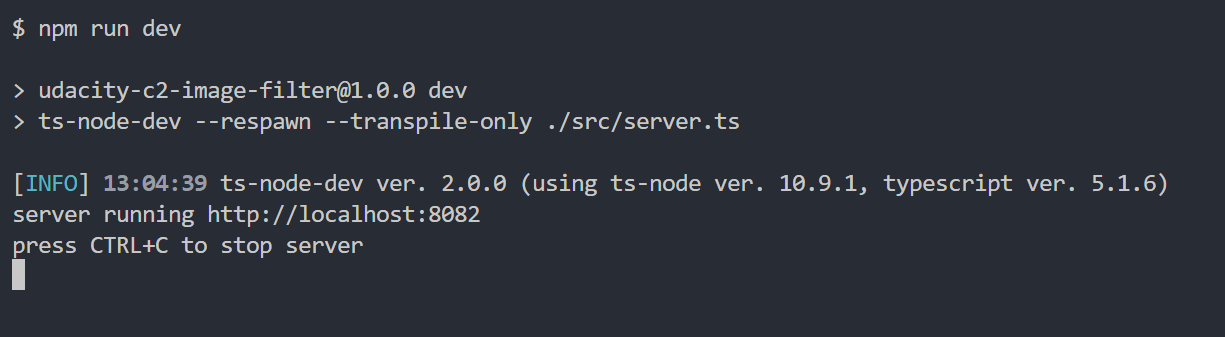 $ npm run dev
> udacity-c2-image-filter@1.0.0 dev
> ts-node-dev --respawn --transpile-only ./src/server.ts
[INFO] 13:04:39 ts-node-dev ver. 2.0.0 (using ts-node ver. 10.9.1, typescript ver. 5.1.6)
server running http://localhost:8082
press CTRL+C to stop server